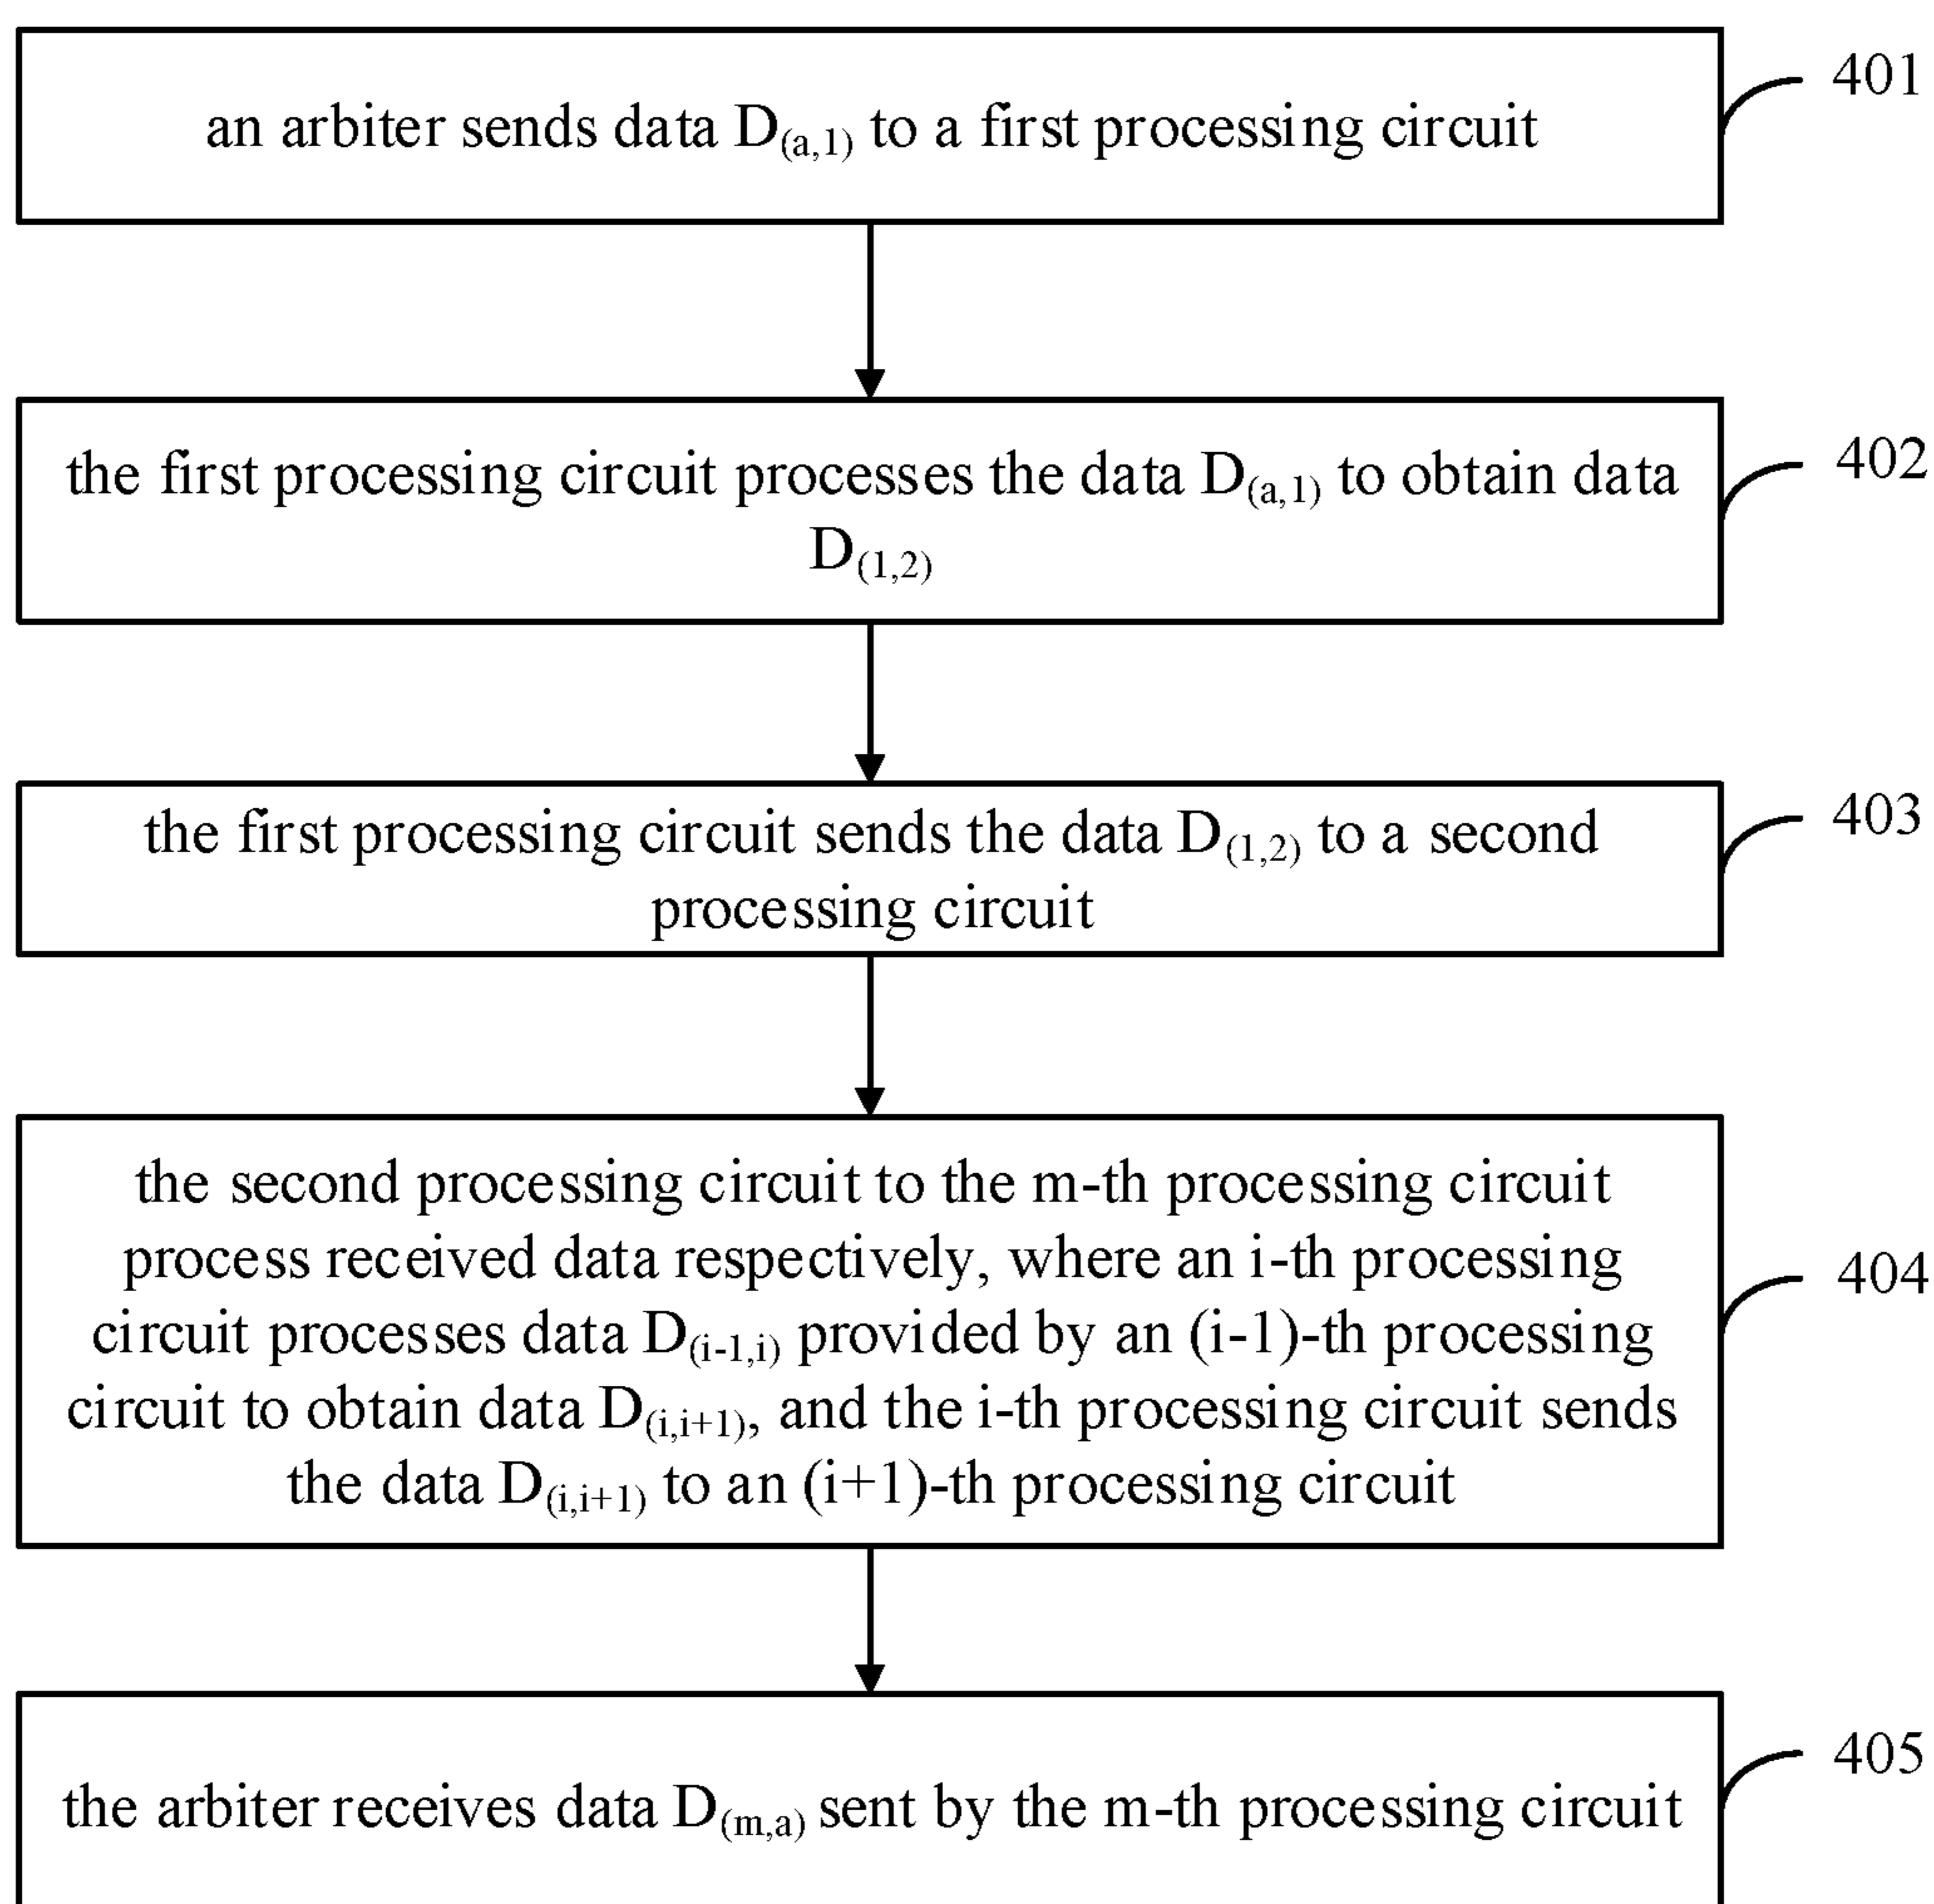 an arbiter sends data D(a,1) to a first processing circuit
401
the first processing circuit processes the data D(a,1) to obtain data
D(1,2)
402
the first processing circuit sends the data D(1,2) to a second
processing circuit
403
the second processing circuit to the m-th processing circuit
process received data respectively, where an i-th processing
circuit processes data D(i-1,i) provided by an (i-1)-th processing
circuit to obtain data D(i,i+1), and the i-th processing circuit sends
the data D(i,i+1) to an (i+1)-th processing circuit
404
the arbiter receives data D(m,a) sent by the m-th processing circuit
405